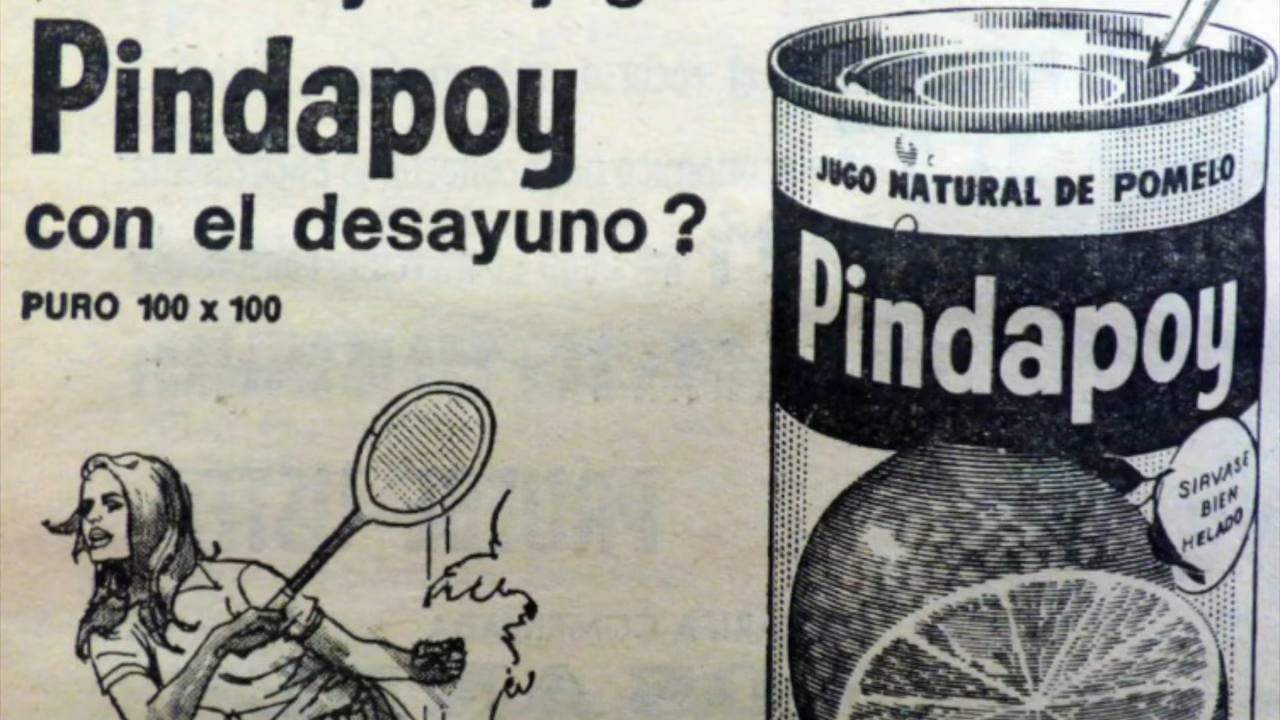 Pindapoy
con el desayuno?
PURO 100 x 100
JUGO NATURAL DE POMELO
Pindapoy
SIRVASE
BIEN
HELADO